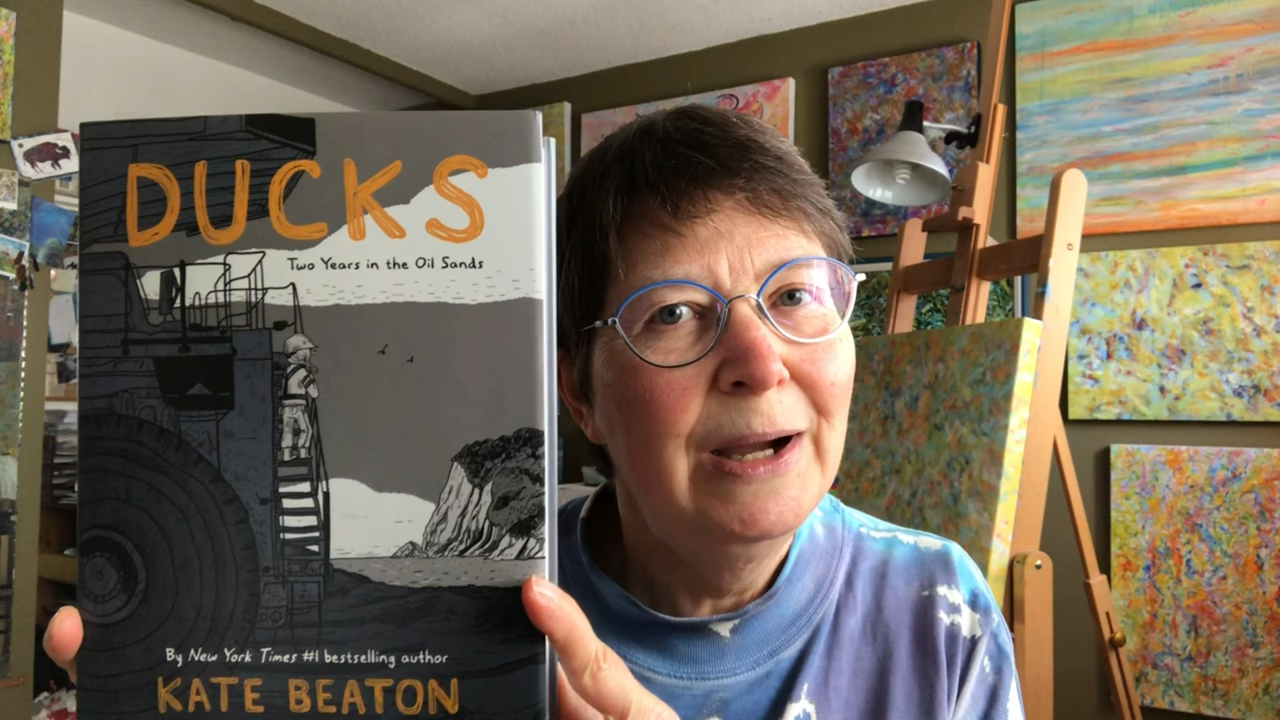 DUCKS
Two Years in the Oil Sands
By New York Times #1 bestselling author
KATE BEATON